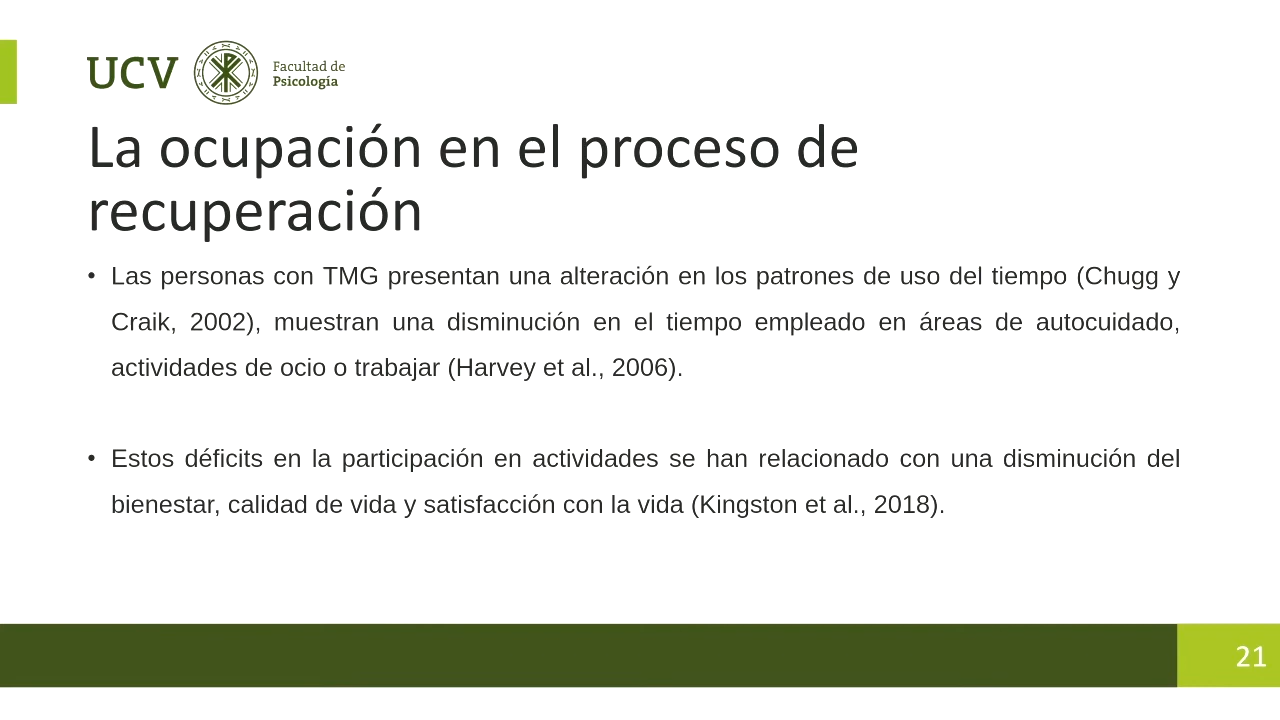 UCV
Facultad de
Psicología
La ocupación en el proceso de
recuperación
• Las personas con TMG presentan una alteración en los patrones de uso del tiempo (Chugg y
Craik, 2002), muestran una disminución en el tiempo empleado en áreas de autocuidado,
actividades de ocio o trabajar (Harvey et al., 2006).
• Estos déficits en la participación en actividades se han relacionado con una disminución del
bienestar, calidad de vida y satisfacción con la vida (Kingston et al., 2018).
21